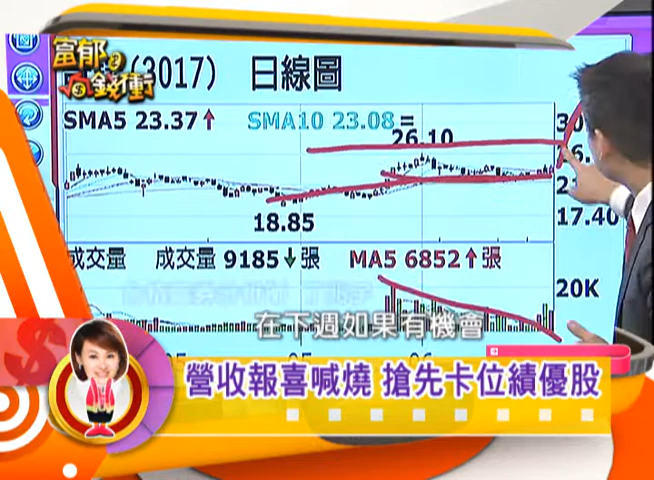 富郁
向錢衝
(3017) 日線圖
SMA5 23.37↑ SMA10 23.08=
26.10
17.40
18.85
成交量 成交量 9185↓張 MA5 6852↑張
20K
在下週如果有機會
營收報喜喊燒 搶先卡位績優股